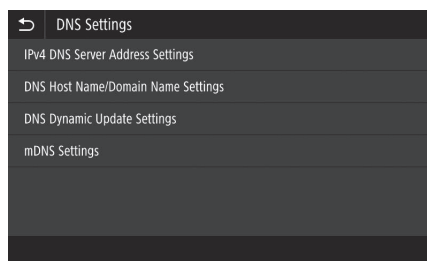 DNS Settings
IPv4 DNS Server Address Settings
DNS Host Name/Domain Name Settings
DNS Dynamic Update Settings
mDNS Settings